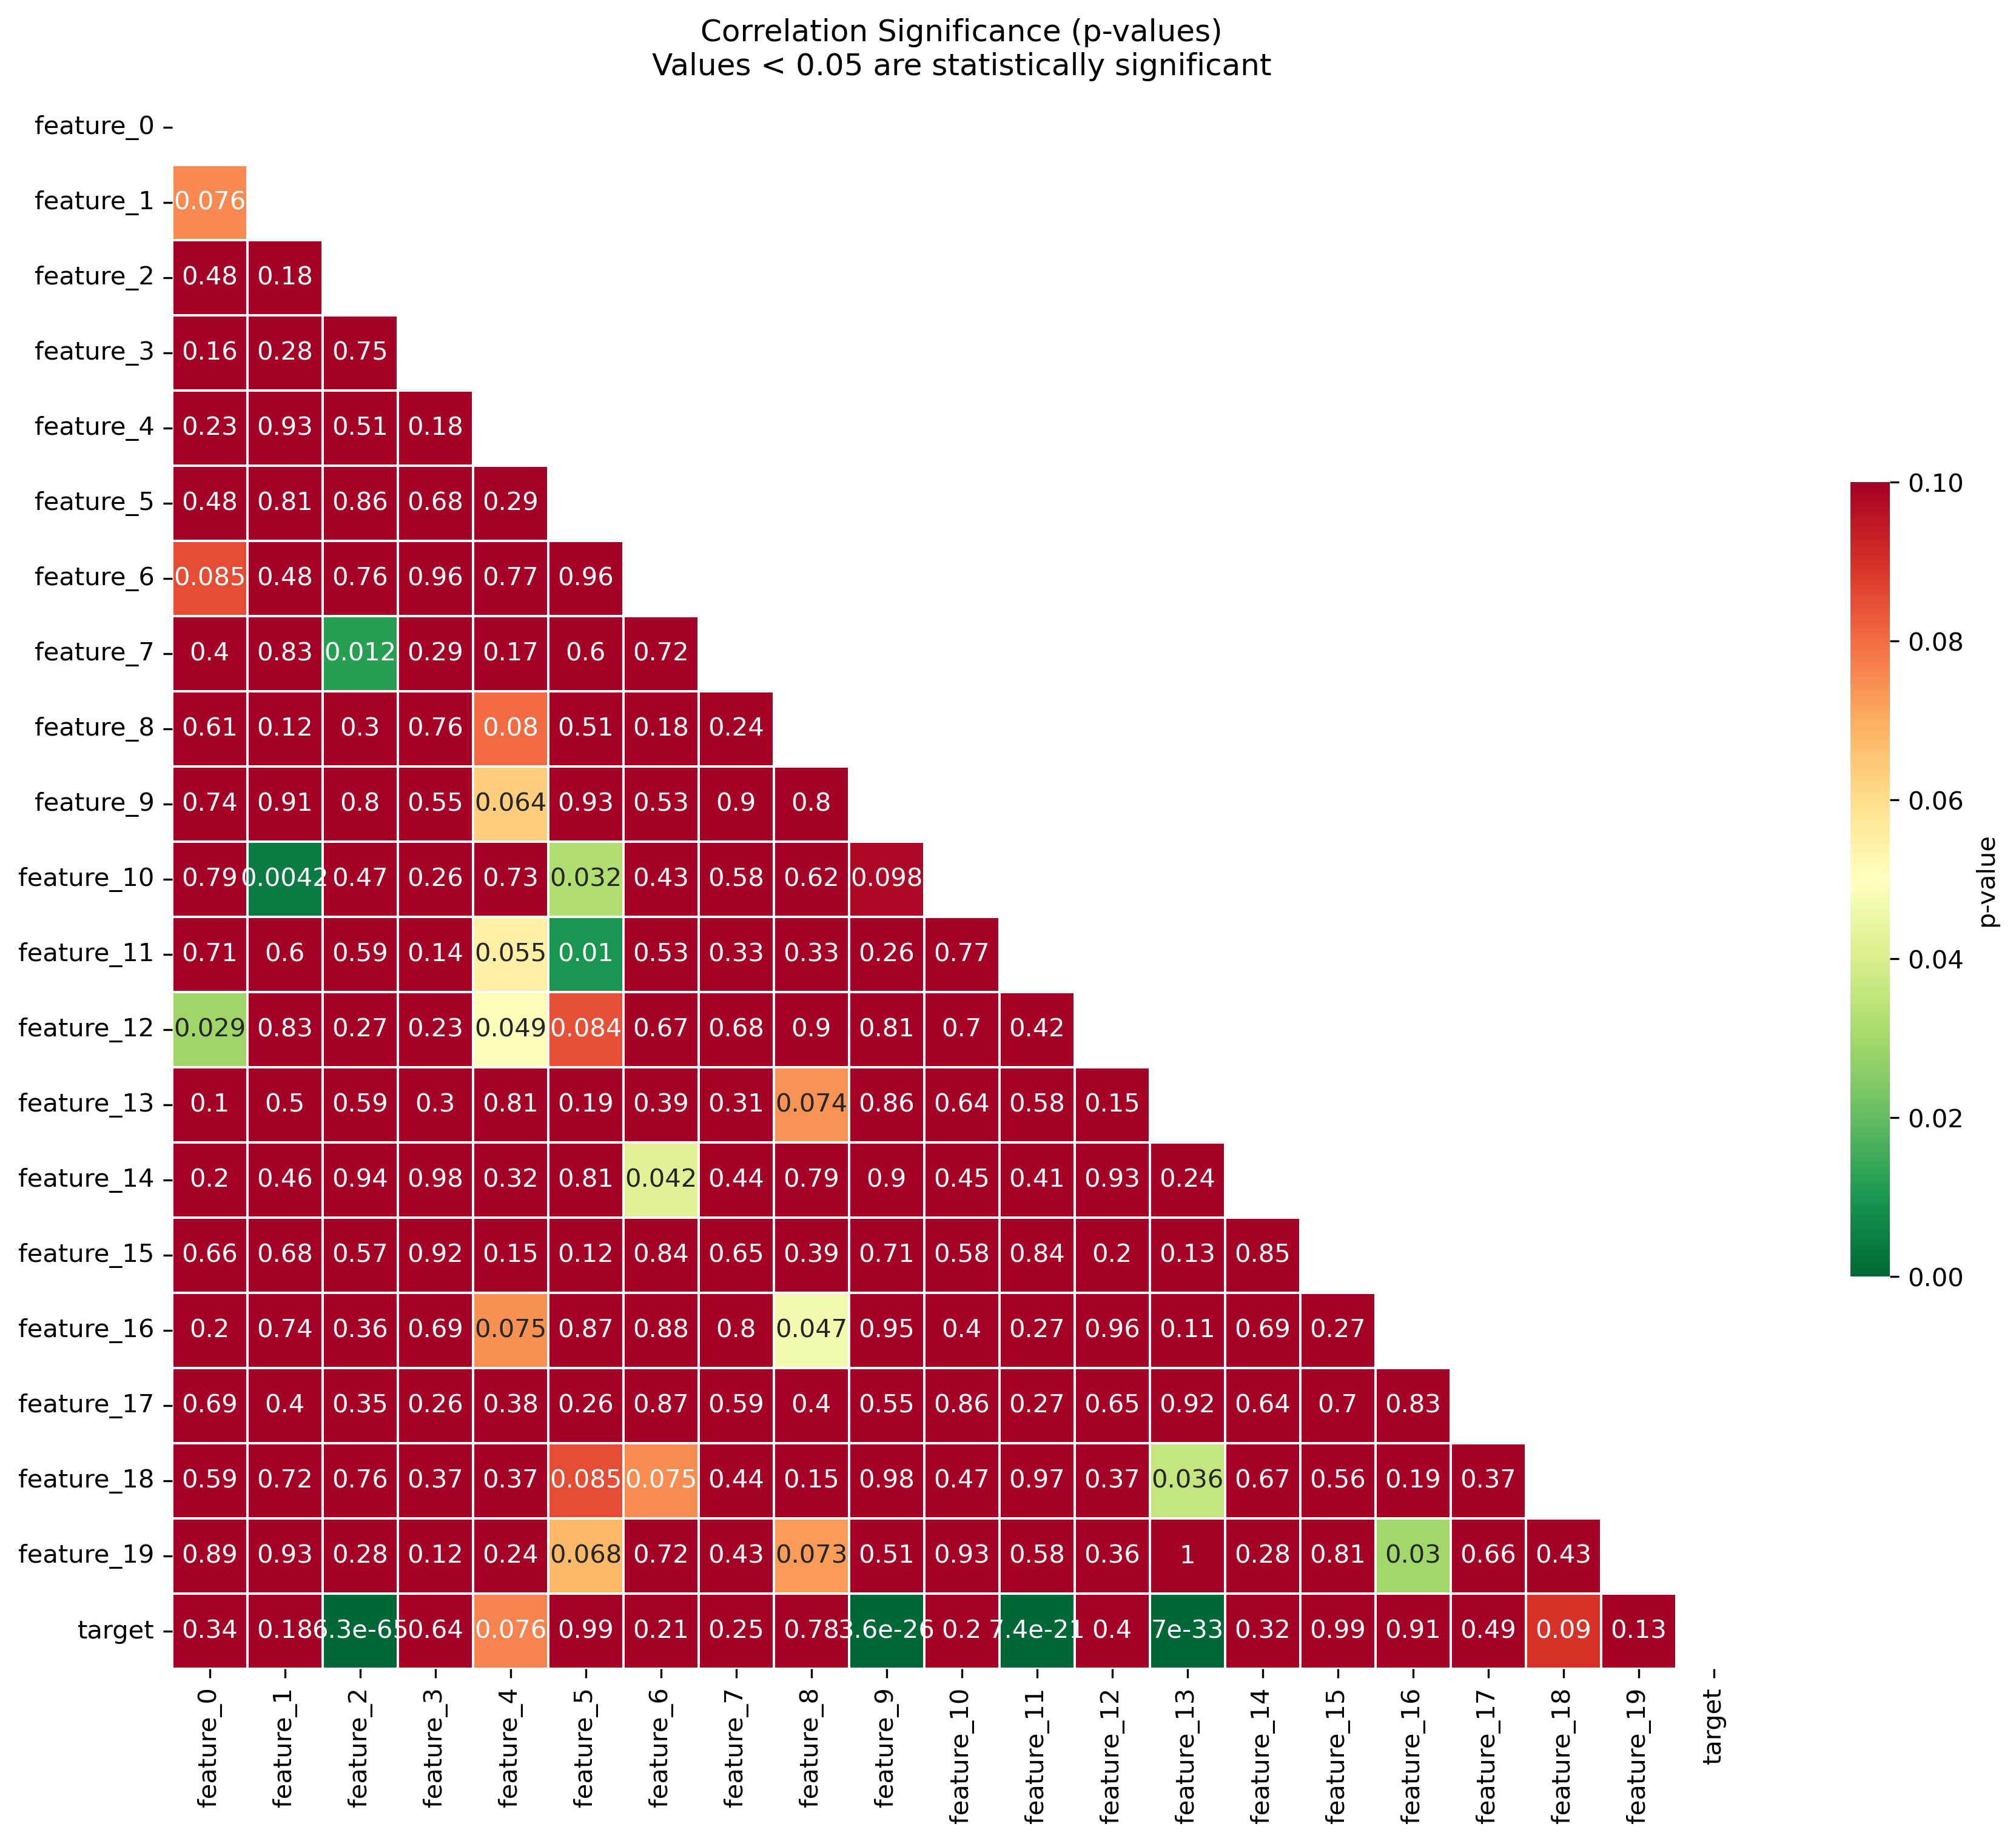 Correlation Significance (p-values)
Values < 0.05 are statistically significant
feature_0
feature_1 0.076
feature_2 0.48 0.18
feature_3 0.16 0.28 0.75
feature_4 0.23 0.93 0.51 0.18
feature_5 0.48 0.81 0.86 0.68 0.29
feature_6 0.085 0.48 0.76 0.96 0.77 0.96
feature_7 0.4 0.83 0.012 0.29 0.17 0.6 0.72
feature_8 0.61 0.12 0.3 0.76 0.08 0.51 0.18 0.24
feature_9 0.74 0.91 0.8 0.55 0.064 0.93 0.53 0.9 0.8
feature_10 0.79 0.0042 0.47 0.26 0.73 0.032 0.43 0.58 0.62 0.098
feature_11 0.71 0.6 0.59 0.14 0.055 0.01 0.53 0.33 0.33 0.26 0.77
feature_12 0.029 0.83 0.27 0.23 0.049 0.084 0.67 0.68 0.9 0.81 0.7 0.42
feature_13 0.1 0.5 0.59 0.3 0.81 0.19 0.39 0.31 0.074 0.86 0.64 0.58 0.15
feature_14 0.2 0.46 0.94 0.98 0.32 0.81 0.042 0.44 0.79 0.9 0.45 0.41 0.93 0.24
feature_15 0.66 0.68 0.57 0.92 0.15 0.12 0.84 0.65 0.39 0.71 0.58 0.84 0.2 0.13 0.85
feature_16 0.2 0.74 0.36 0.69 0.075 0.87 0.88 0.8 0.047 0.95 0.4 0.27 0.96 0.11 0.69 0.27
feature_17 0.69 0.4 0.35 0.26 0.38 0.26 0.87 0.59 0.4 0.55 0.86 0.27 0.65 0.92 0.64 0.7 0.83
feature_18 0.59 0.72 0.76 0.37 0.37 0.085 0.075 0.44 0.15 0.98 0.47 0.97 0.37 0.036 0.67 0.56 0.19 0.37
feature_19 0.89 0.93 0.28 0.12 0.24 0.068 0.72 0.43 0.073 0.51 0.93 0.58 0.36 1 0.28 0.81 0.03 0.66 0.43
target 0.34 0.18 0.64 0.076 0.99 0.21 0.25 0.78 3.6e-26 0.2 7.4e-21 0.4 7e-33 0.32 0.99 0.91 0.49 0.09 0.13
feature_0 feature_1 feature_2 feature_3 feature_4 feature_5 feature_6 feature_7 feature_8 feature_9 feature_10 feature_11 feature_12 feature_13 feature_14 feature_15 feature_16 feature_17 feature_18 feature_19 target
0.10
0.08
0.06
0.04
0.02
0.00
p-value